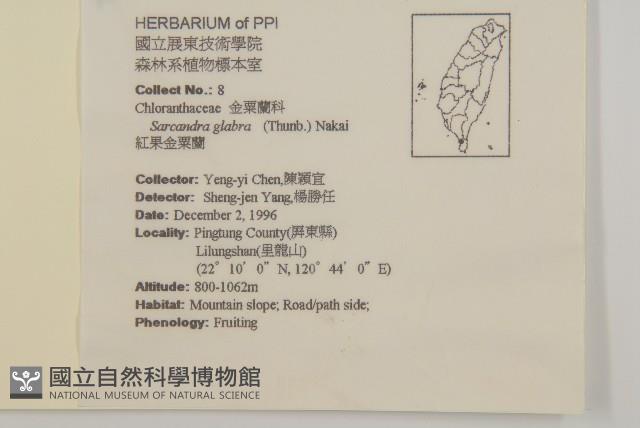 HERBARIUM of PPI
國立屏東技術學院
森林系植物標本室
Collect No.: 8
Chloranthaceae 金粟蘭科
Sarcandra glabra (Thunb.) Nakai
紅果金粟蘭
Collector: Yeng-yi Chen,陳穎宜
Detector: Sheng-jen Yang,楊勝任
Date: December 2, 1996
Locality: Pingtung County(屏東縣)
Lilungshan(里龍山)
(22° 10' 0" N, 120° 44' 0" E)
Altitude: 800-1062m
Habitat: Mountain slope; Road/path side;
Phenology: Fruiting
國立自然科學博物館
NATIONAL MUSEUM OF NATURAL SCIENCE